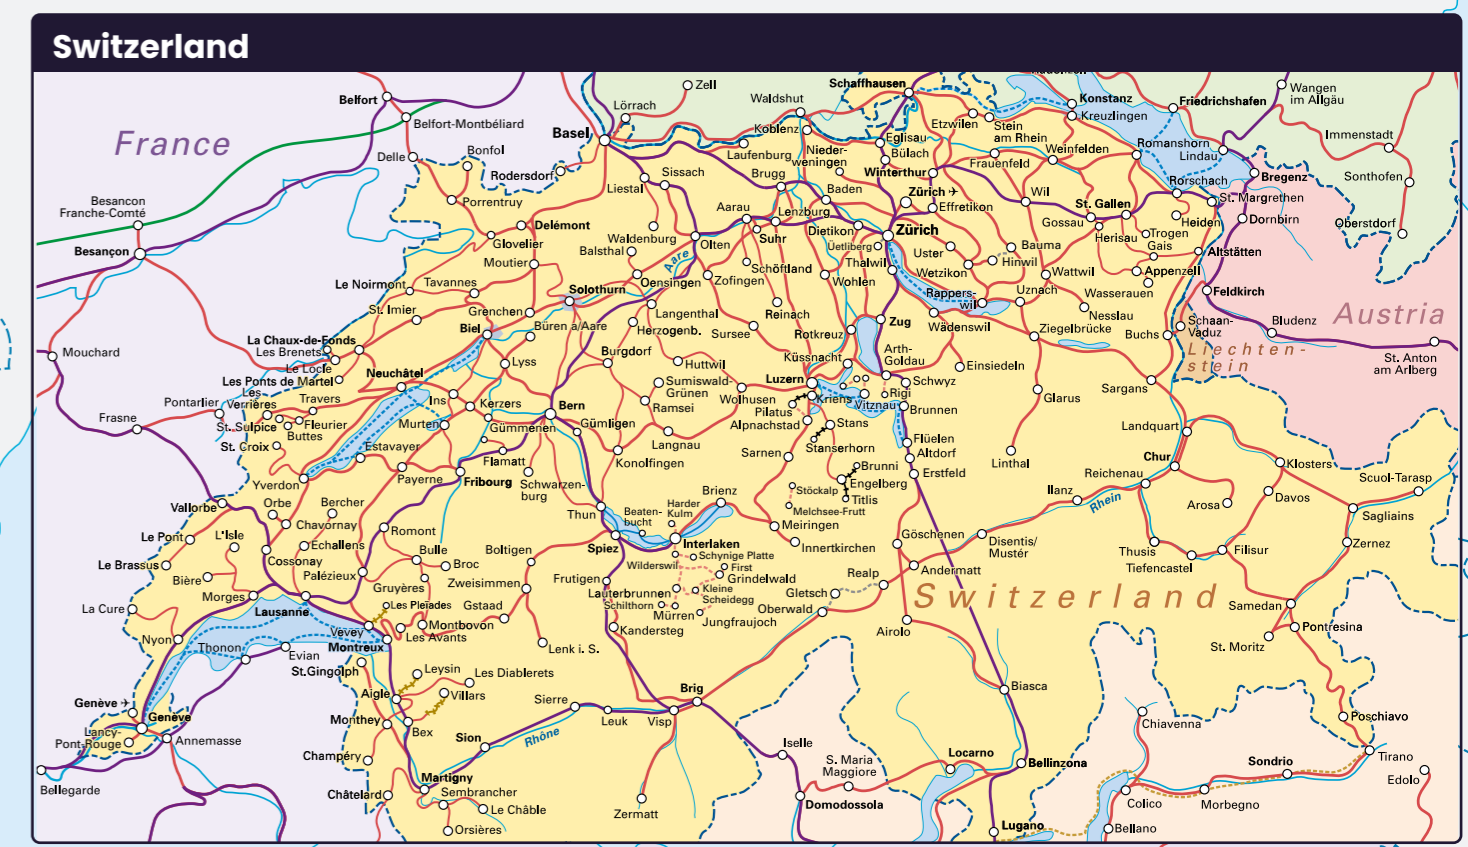 Switzerland
France
Switzerland
Austria
Liechten-
stein
Belfort
Belfort-Montbéliard
Delle
Bonfol
Rodersdorf
Porrentruy
Besançon
Franche-Comté
Besançon
Basel
Lörrach
Zell
Waldshut
Koblenz
Laufenburg
Nieder-
weningen
Schaffhausen
Eglisau
Bülach
Etzwilen
Stein
am Rhein
Konstanz
Kreuzlingen
Friedrichshafen
Wangen
im Allgäu
Immenstadt
Sonthofen
Oberstdorf
Romanshorn
Lindau
Bregenz
Weinfelden
Frauenfeld
Winterthur
Zürich
Effretikon
Wil
St. Gallen
Gossau
Herisau
Rorschach
St. Margrethen
Heiden
Dornbirn
Trogen
Gais
Altstätten
Appenzell
Wasserauen
Feldkirch
Bludenz
St. Anton
am Arlberg
Schaan-
Vaduz
Buchs
Nesslau
Wattwil
Bauma
Hinwil
Uster
Wetzikon
Zürich
Dietikon
Üetliberg
Thalwil
Rappers-
wil
Uznach
Ziegelbrücke
Wädenswil
Einsiedeln
Glarus
Linthal
Sargans
Landquart
Chur
Reichenau
Ilanz
Rhein
Klosters
Davos
Arosa
Scuol-Tarasp
Sagliains
Zernez
Filisur
Thusis
Tiefencastel
Samedan
Pontresina
St. Moritz
Poschiavo
Tirano
Edolo
Sondrio
Morbegno
Colico
Chiavenna
Bellano
Liestal
Sissach
Brugg
Baden
Aarau
Lenzburg
Suhr
Waldenburg
Balsthal
Olten
Aare
Oensingen
Zofingen
Schöftland
Wohlen
Reinach
Delémont
Glovelier
Moutier
Le Noirmont
Tavannes
St. Imier
Grenchen
Solothurn
Biel
Büren a/Aare
Langenthal
Herzogenb.
Sursee
Rotkreuz
Zug
Arth-
Goldau
Küssnacht
Luzern
Kriens
Vitznau
Rigi
Schwyz
Brunnen
Pilatus
Alpnachstad
Stans
Stanserhorn
Flüelen
Altdorf
Erstfeld
Sarnen
Stöckalp
Melchsee-Frutt
Brunni
Engelberg
Titlis
Meiringen
Innertkirchen
Göschenen
Andermatt
Disentis/
Mustér
Realp
Gletsch
Oberwald
Airolo
Biasca
Bellinzona
Locarno
Lugano
La Chaux-de-Fonds
Les Brenets
Le Locle
Les Ponts de Martel
Les
Verrières
Travers
Neuchâtel
Pontarlier
Mouchard
Frasne
St. Sulpice
Fleurier
Buttes
St. Croix
Lyss
Ins
Kerzers
Murten
Gümmenen
Bern
Burgdorf
Huttwil
Sumiswald-
Grünen
Ramsei
Wolhusen
Gümligen
Langnau
Konolfingen
Estavayer
Payerne
Flamatt
Fribourg
Schwarzen-
burg
Yverdon
Orbe
Bercher
Chavornay
Vallorbe
Le Pont
L'Isle
Echallens
Cossonay
Le Brassus
Bière
Palézieux
Romont
Bulle
Broc
Gruyères
Boltigen
Zweisimmen
Gstaad
Lenk i. S.
Thun
Spiez
Beaten-
bucht
Harder
Kulm
Brienz
Interlaken
Wilderswil
Schynige Platte
First
Grindelwald
Kleine
Scheidegg
Lauterbrunnen
Schilthorn
Mürren
Jungfraujoch
Frutigen
Kandersteg
Morges
Lausanne
La Cure
Nyon
Thonon
Evian
Vevey
Les Pleïades
Montbovon
Les Avants
Montreux
St.Gingolph
Leysin
Les Diablerets
Aigle
Villars
Monthey
Bex
Champéry
Genève
Genève
Lancy-
Pont-Rouge
Annemasse
Bellegarde
Sion
Sierre
Leuk
Rhône
Visp
Brig
Martigny
Sembrancher
Le Châble
Châtelard
Orsières
Zermatt
Iselle
S. Maria
Maggiore
Domodossola